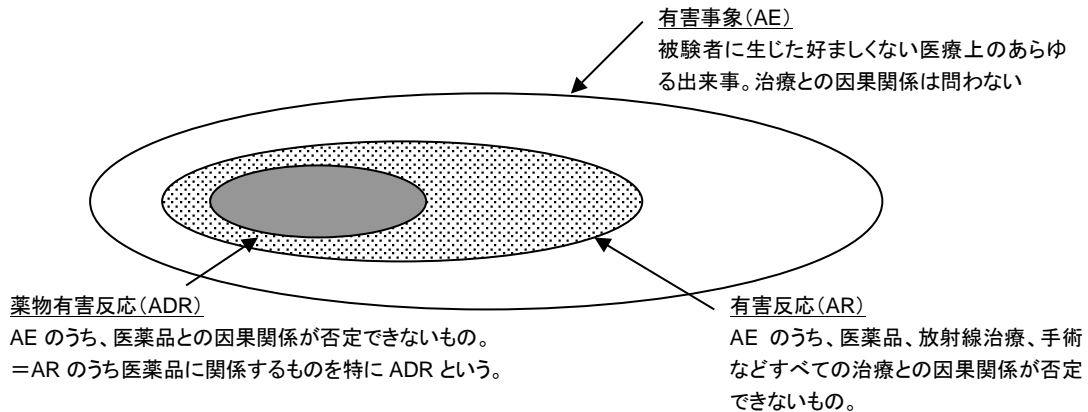 有害事象(AE)
被験者に生じた好ましくない医療上のあらゆ
る出来事。治療との因果関係は問わない
薬物有害反応(ADR)
AE のうち、医薬品との因果関係が否定できないもの。
=AR のうち医薬品に関係するものを特に ADR という。
有害反応(AR)
AE のうち、医薬品、放射線治療、手術
などすべての治療との因果関係が否定
できないもの。